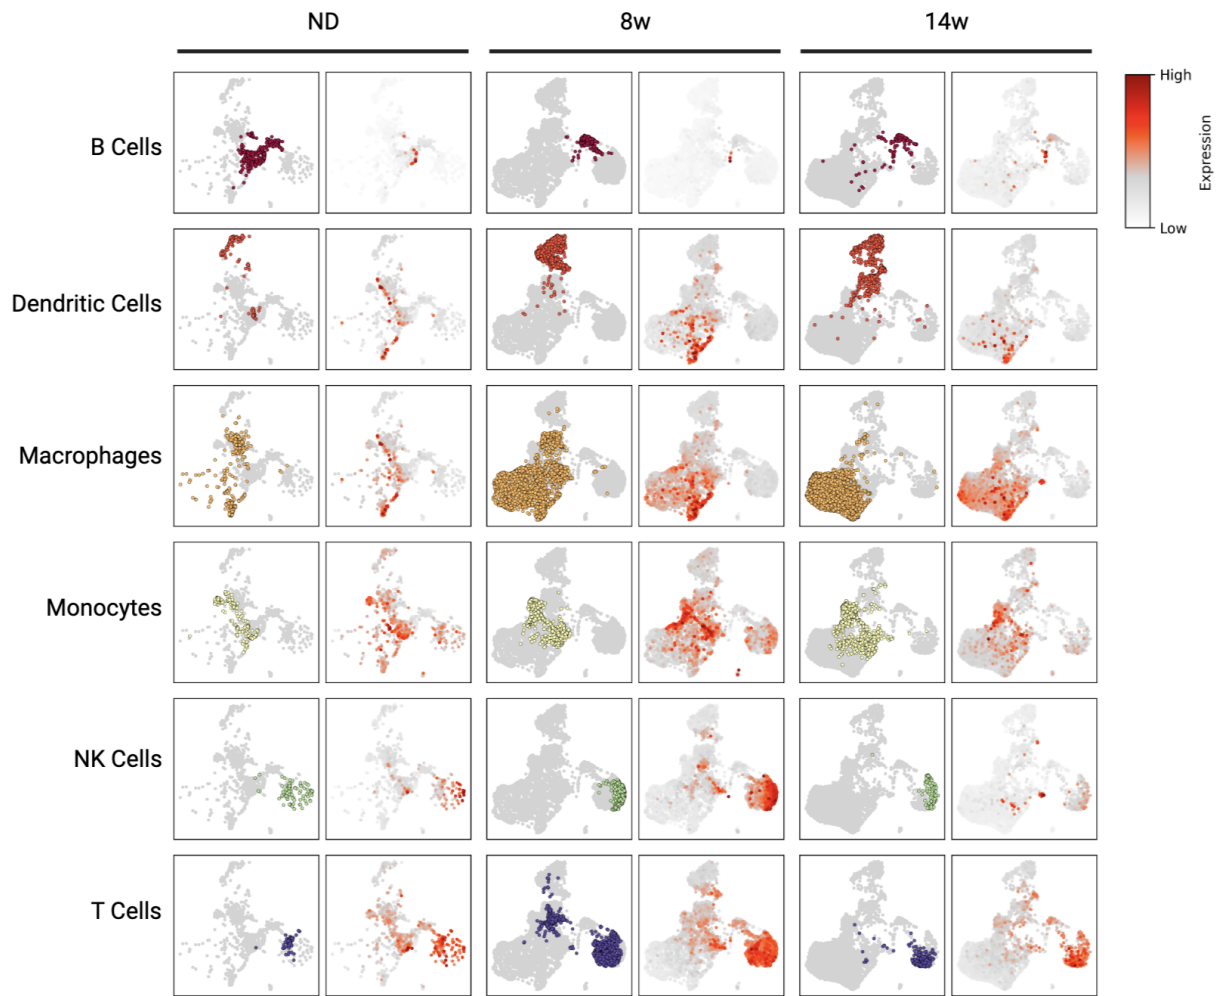 ND 8w 14w
High
B Cells
Expression
Low
Dendritic Cells
Macrophages
Monocytes
NK Cells
T Cells